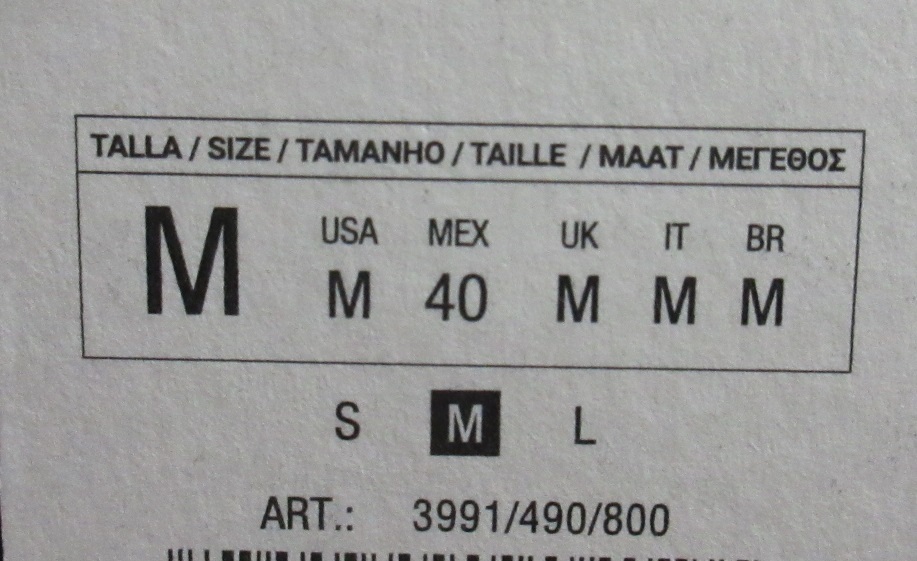 TALLA / SIZE / TAMANHO / TAILLE / MAAT / ΜΕΓΕΘΟΣ
M USA MEX UK IT BR
M 40 M M M
S M L
ART.: 3991/490/800